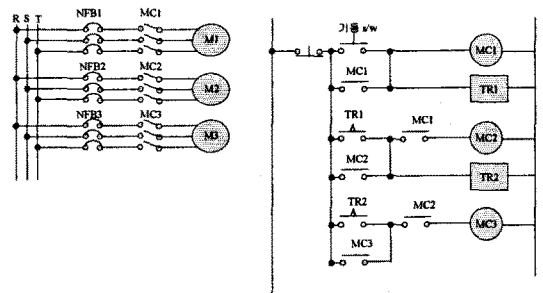 R S T NFB1 MC1
M1
NFB2 MC2
M2
NFB3 MC3
M3
기동 s/w
MC1
MC1
TR1
TR1 MC1
MC2
MC2
TR2
TR2 MC2
MC3
MC3